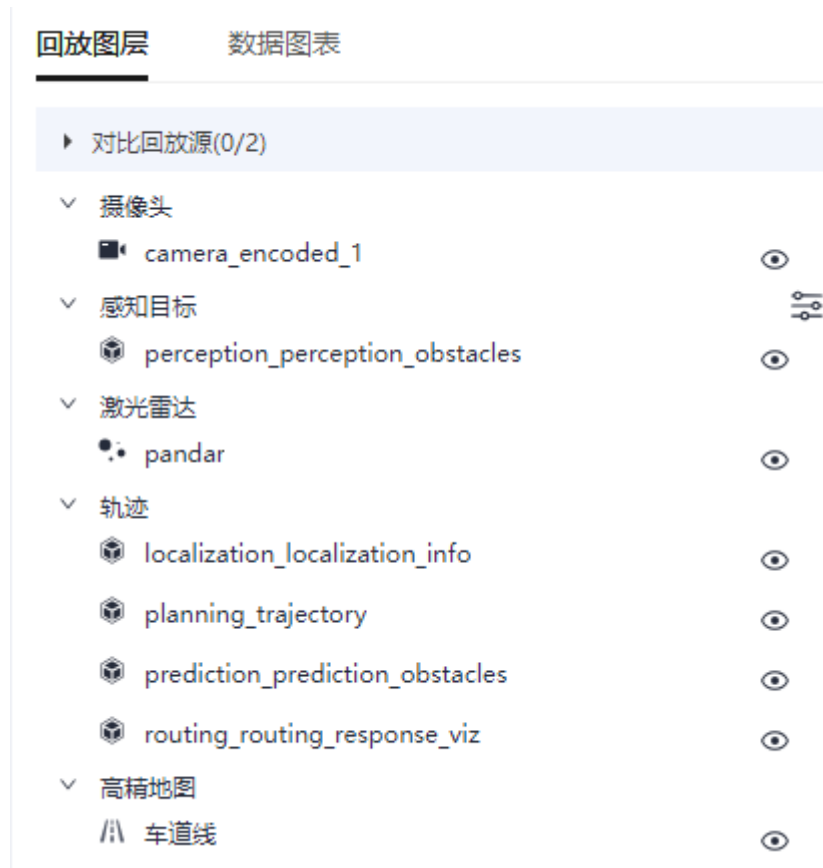 回放图层 数据图表
对比回放源(0/2)
摄像头
camera_encoded_1
感知目标
perception_perception_obstacles
激光雷达
pandar
轨迹
localization_localization_info
planning_trajectory
prediction_prediction_obstacles
routing_routing_response_viz
高精地图
车道线